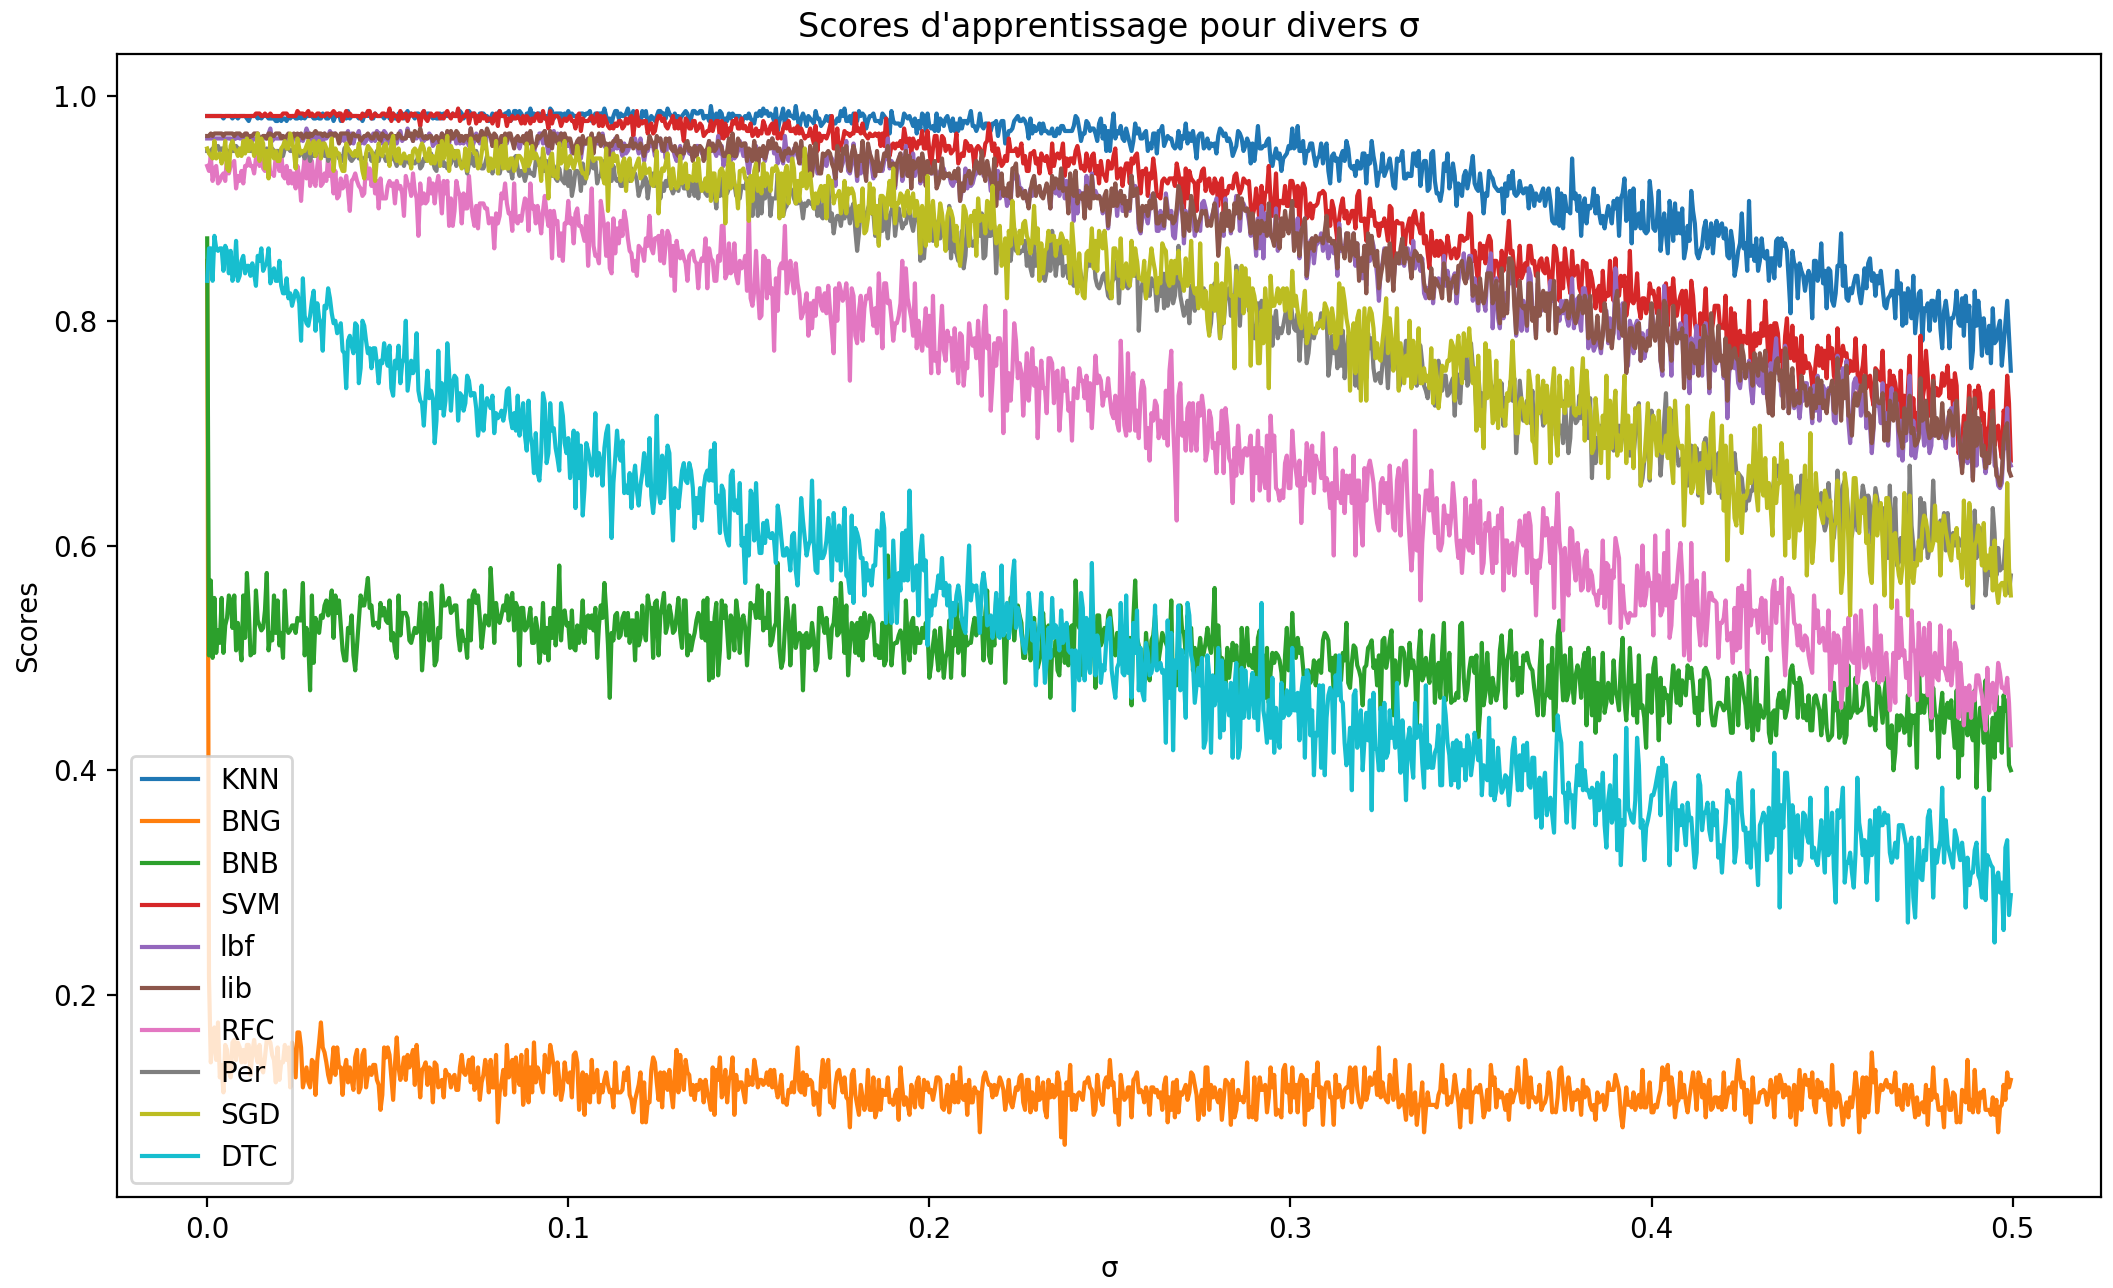 Scores d'apprentissage pour divers σ
Scores
1.0
0.8
0.6
0.4
0.2
KNN
BNG
BNB
SVM
lbf
lib
RFC
Per
SGD
DTC
0.0 0.1 0.2 0.3 0.4 0.5
σ